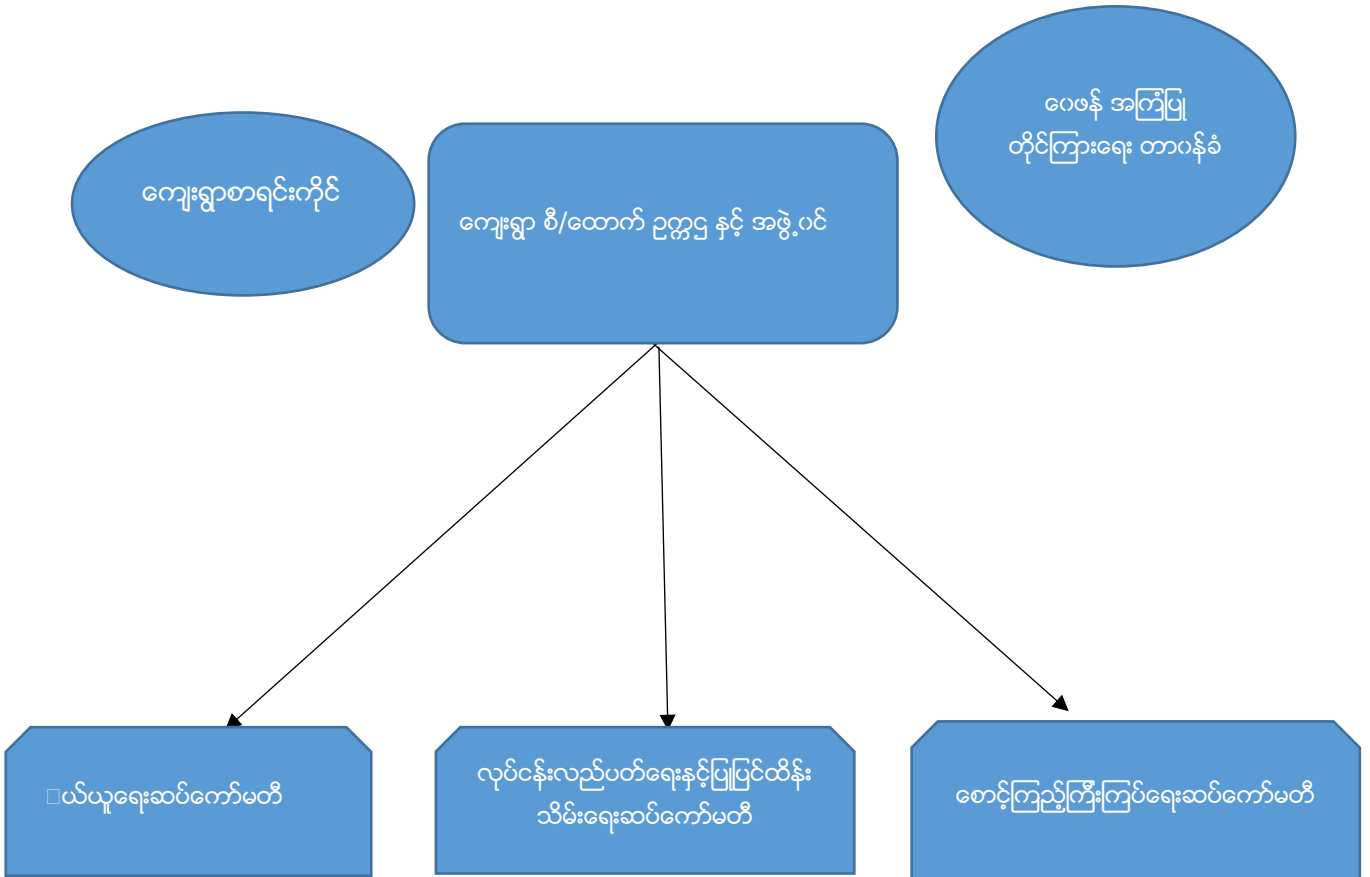 ဝေဖန် အကြံပြု
တိုင်ကြားရေး တာဝန်ခံ
ကျေးရွာစာရင်းကိုင်
ကျေးရွာ စီ/ထောက် ဥက္ကဌ နှင့် အဖွဲ့ဝင်
လုပ်ငန်းလည်ပတ်ရေးနှင့်ပြုပြင်ထိန်း
သိမ်းရေးဆပ်ကော်မတီ
□ယ်ယူရေးဆပ်ကော်မတီ
စောင့်ကြည့်ကြီးကြပ်ရေးဆပ်ကော်မတီ